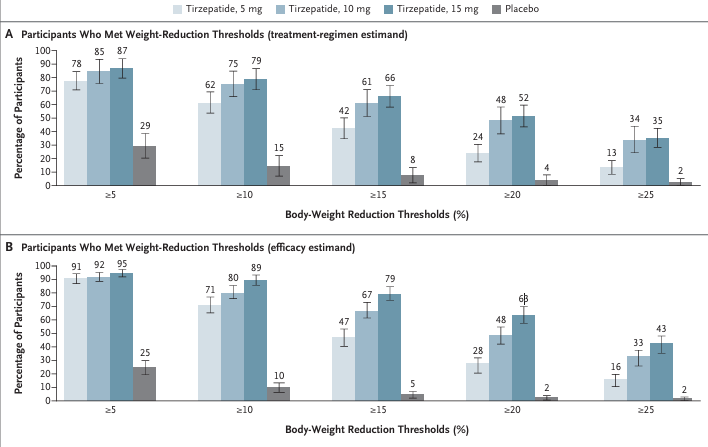 Tirzepatide, 5 mg Tirzepatide, 10 mg Tirzepatide, 15 mg Placebo
A Participants Who Met Weight-Reduction Thresholds (treatment-regimen estimand)
Percentage of Participants
100
90
80
70
60
50
40
30
20
10
0
78 85 87 29
62 75 79 15
42 61 66 8
24 48 52 4
13 34 35 2
≥5 ≥10 ≥15 ≥20 ≥25
Body-Weight Reduction Thresholds (%)
B Participants Who Met Weight-Reduction Thresholds (efficacy estimand)
Percentage of Participants
100
90
80
70
60
50
40
30
20
10
0
91 92 95 25
71 80 89 10
47 67 79 5
28 48 63 2
16 33 43 2
≥5 ≥10 ≥15 ≥20 ≥25
Body-Weight Reduction Thresholds (%)